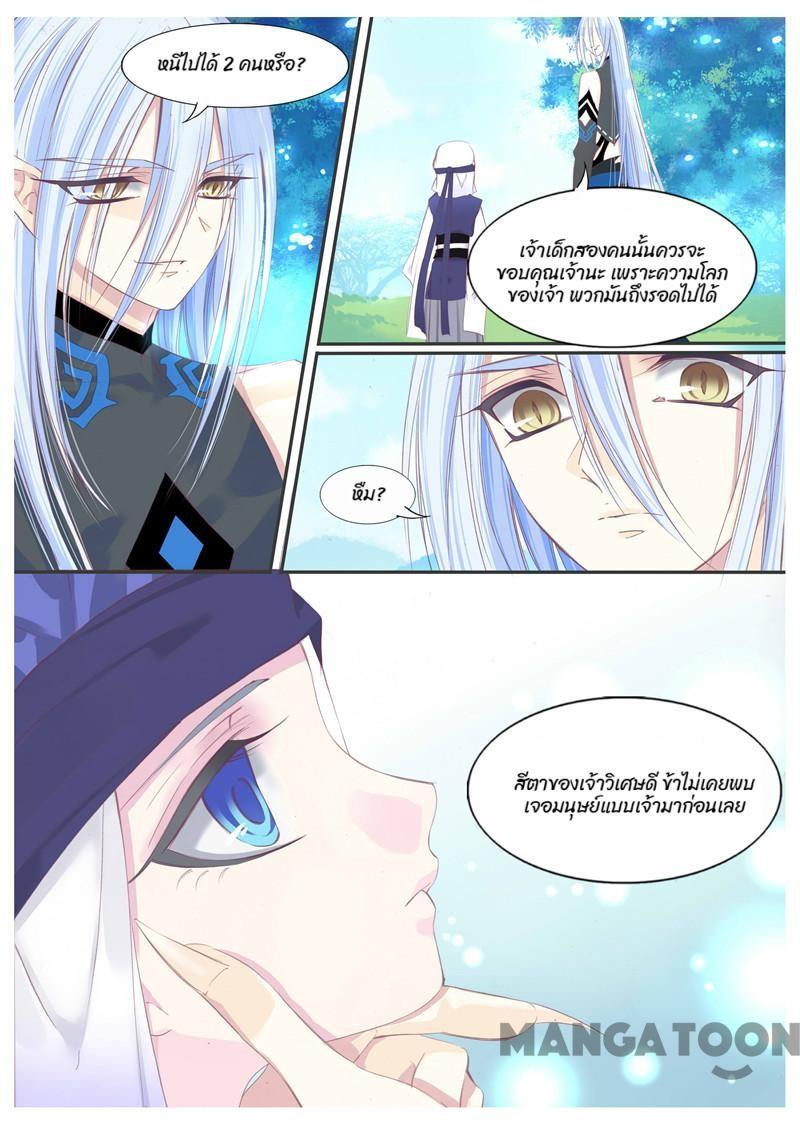 หนีไปได้ 2 คนหรือ?
เจ้าเด็กสองคนนั้นควรจะ
ขอบคุณเจ้านะ เพราะความโลภ
ของเจ้า พวกมันถึงรอดไปได้
หืม?
สีตาของเจ้าวิเศษดี ข้าไม่เคยพบ
เจอมนุษย์แบบเจ้ามาก่อนเลย
MANGATOON